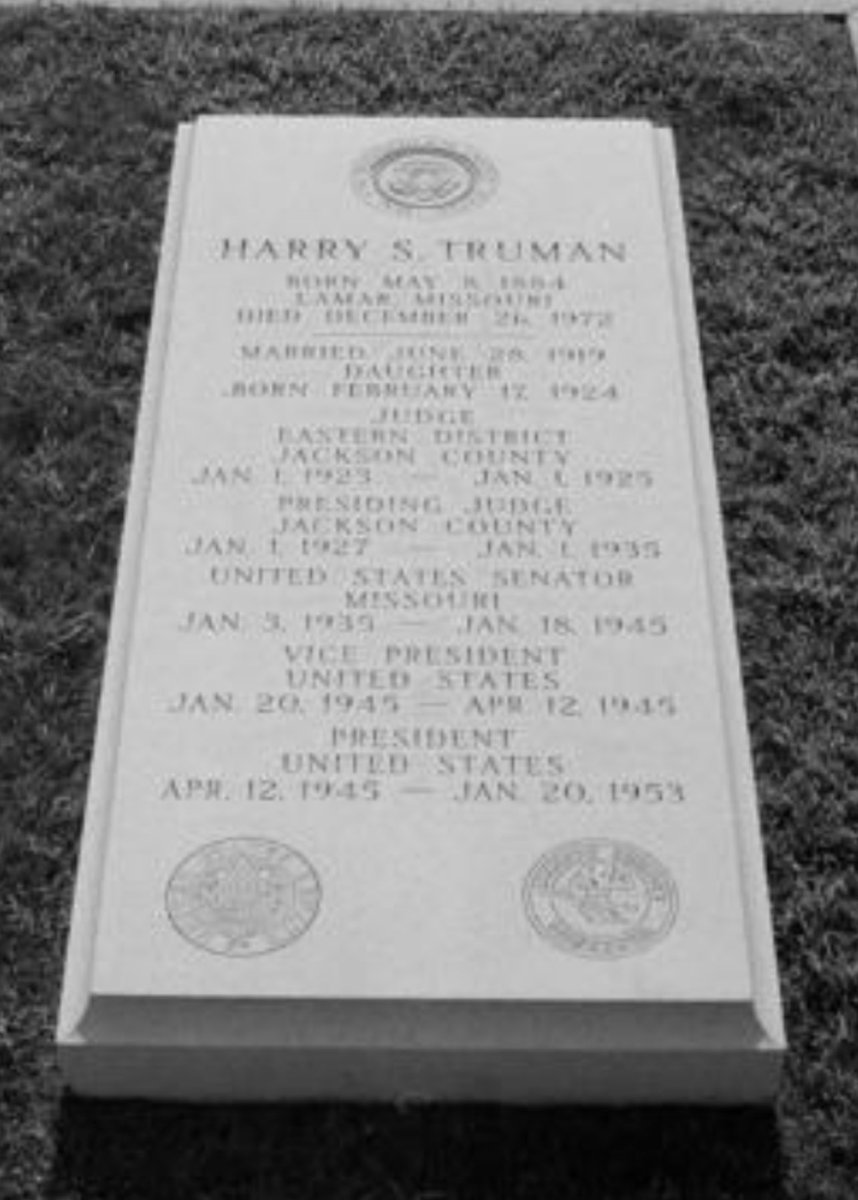 HARRY S. TRUMAN
BORN MAY 8, 1884
LAMAR, MISSOURI
DIED DECEMBER 26, 1972
MARRIED JUNE 28, 1919
DAUGHTER
BORN FEBRUARY 17, 1924
JUDGE
EASTERN DISTRICT
JACKSON COUNTY
JAN. 1, 1923 — JAN. 1, 1925
PRESIDING JUDGE
JACKSON COUNTY
JAN. 1, 1927 — JAN. 1, 1935
UNITED STATES SENATOR
MISSOURI
JAN. 3, 1935 — JAN. 18, 1945
VICE PRESIDENT
UNITED STATES
JAN. 20, 1945 — APR. 12, 1945
PRESIDENT
UNITED STATES
APR. 12, 1945 — JAN. 20, 1953